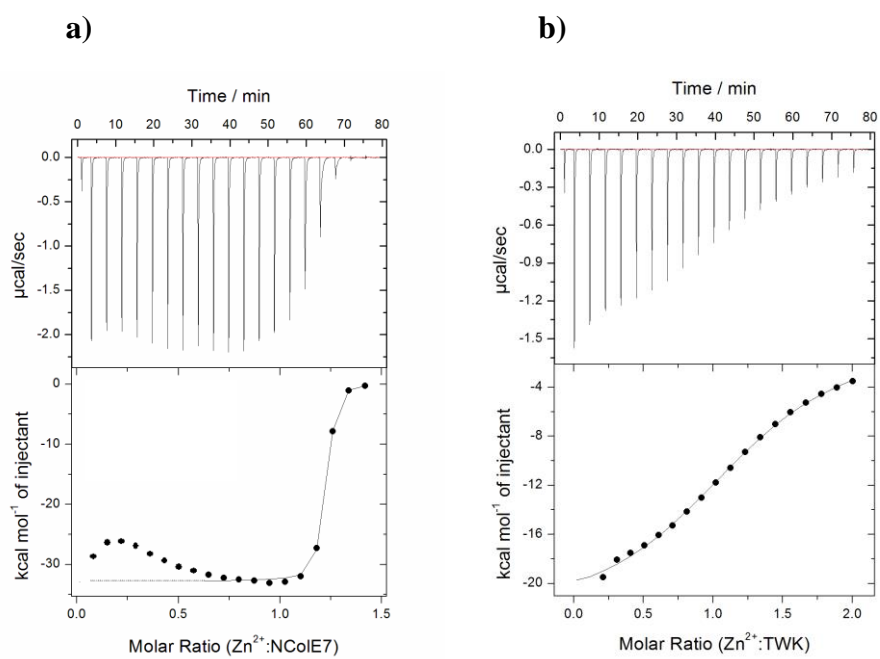 a)
Time / min
0 10 20 30 40 50 60 70 80
0.0
-0.5
-1.0
-1.5
-2.0
µcal/sec
0
-10
-20
-30
kcal mol⁻¹ of injectant
0.0 0.5 1.0 1.5
Molar Ratio (Zn²⁺:NColE7)
b)
Time / min
0 10 20 30 40 50 60 70 80
0.0
-0.3
-0.6
-0.9
-1.2
-1.5
µcal/sec
-4
-8
-12
-16
-20
kcal mol⁻¹ of injectant
0.0 0.5 1.0 1.5 2.0
Molar Ratio (Zn²⁺:TWK)